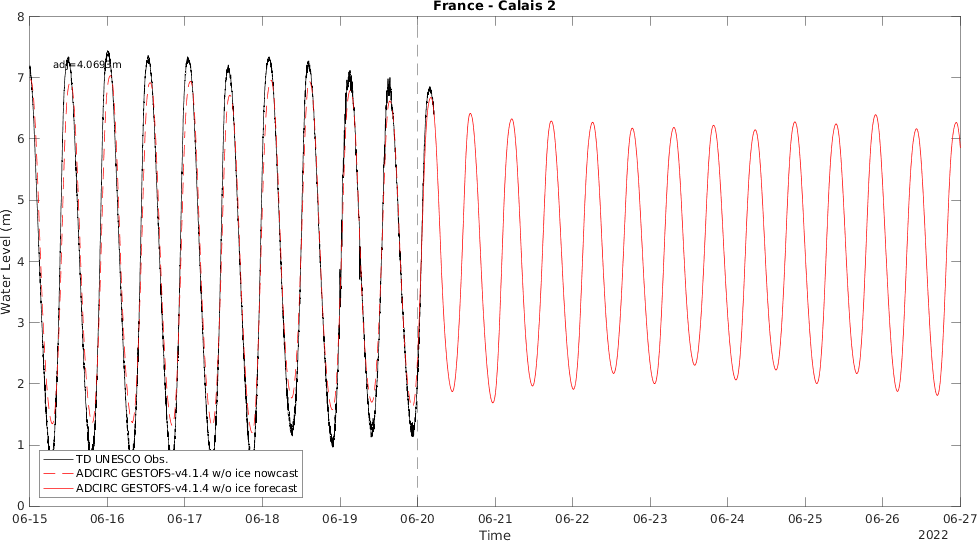 France - Calais 2
8
7
6
5
4
3
2
1
0
Water Level (m)
TD UNESCO Obs.
ADCIRC GESTOFS-v4.1.4 w/o ice nowcast
ADCIRC GESTOFS-v4.1.4 w/o ice forecast
06-15 06-16 06-17 06-18 06-19 06-20 06-21 06-22 06-23 06-24 06-25 06-26 06-27
Time
2022